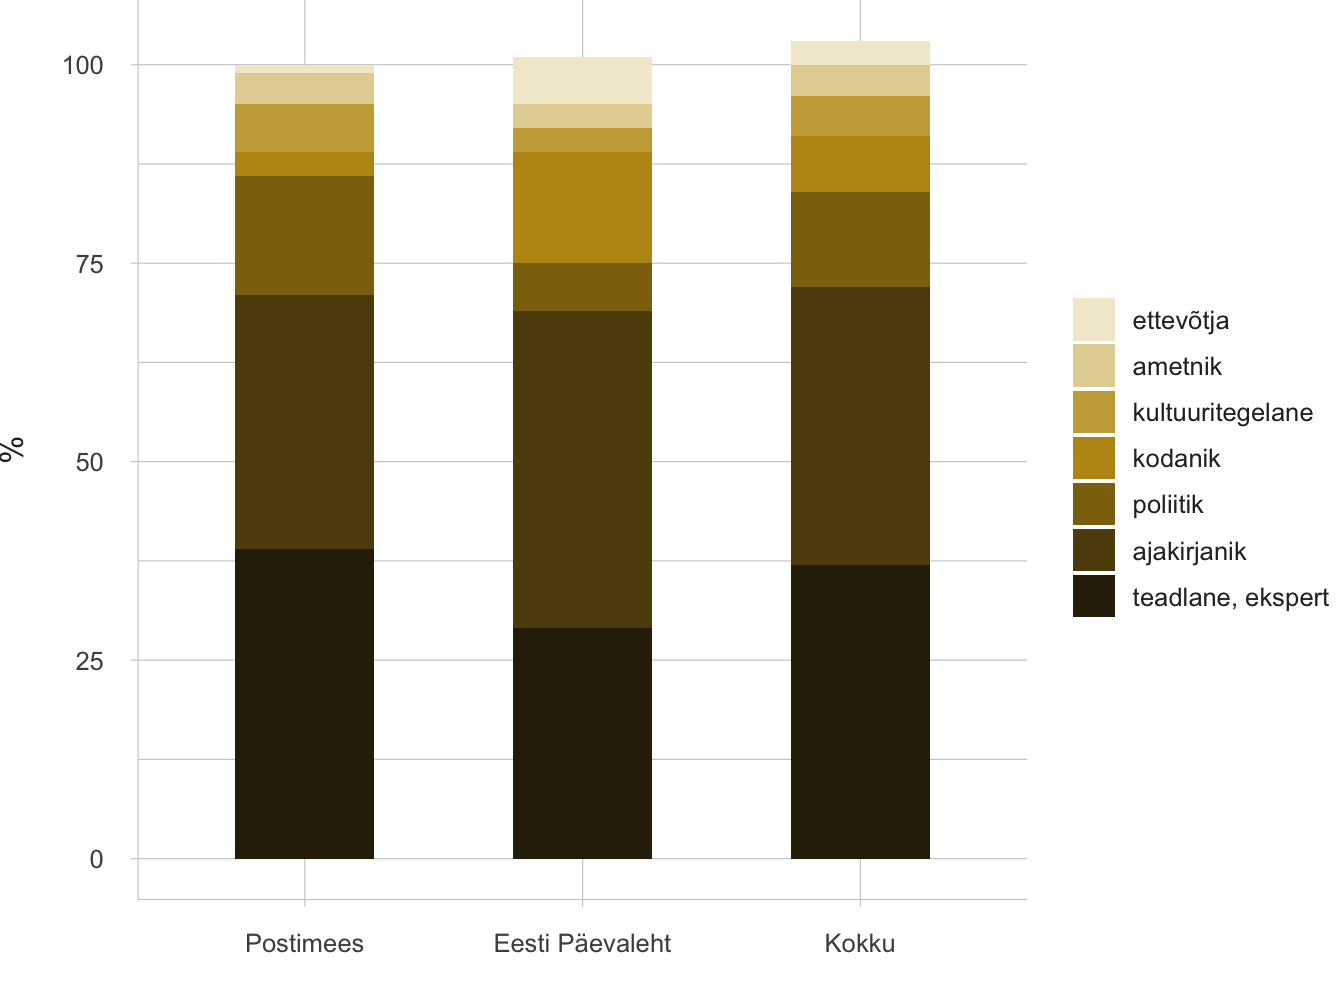 100
75
50
25
0
%
Postimees
Eesti Päevaleht
Kokku
ettevõtja
ametnik
kultuuritegelane
kodanik
poliitik
ajakirjanik
teadlane, ekspert